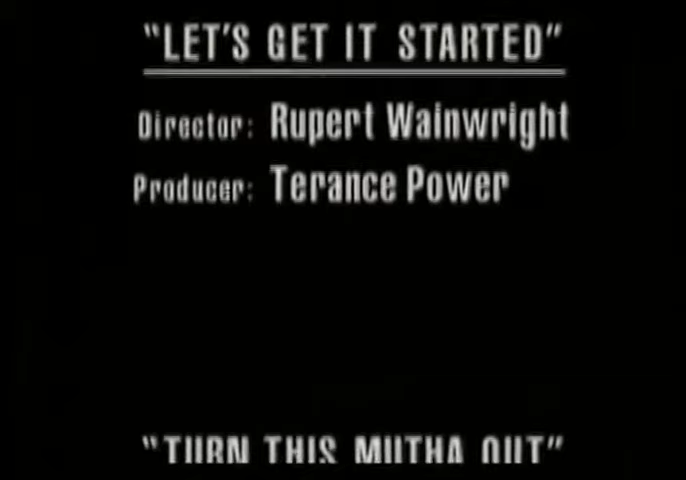 "LET'S GET IT STARTED"
Director: Rupert Wainwright
Producer: Terance Power
"TURN THIS MUTHA OUT"